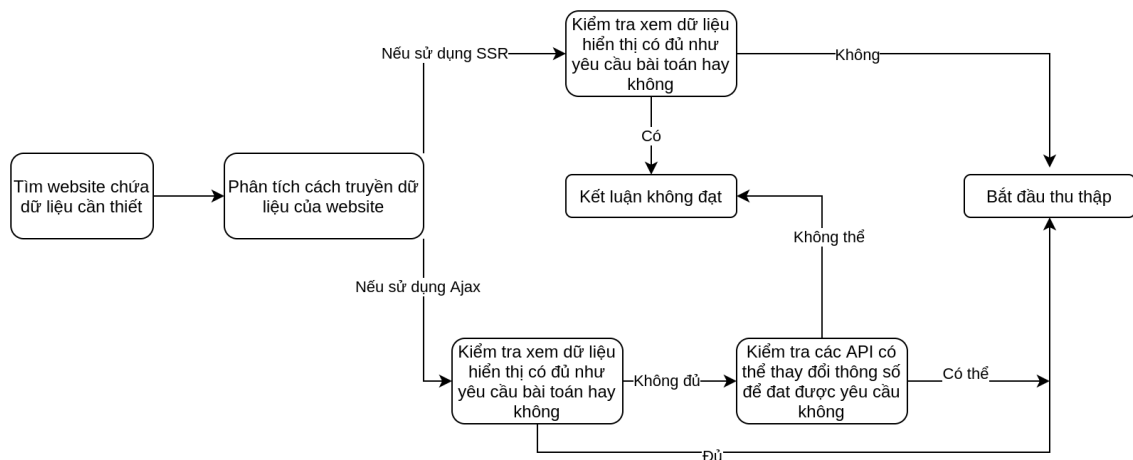 Tìm website chứa
dữ liệu cần thiết
Phân tích cách truyền dữ
liệu của website
Nếu sử dụng SSR
Kiểm tra xem dữ liệu
hiển thị có đủ như
yêu cầu bài toán hay
không
Không
Có
Kết luận không đạt
Bắt đầu thu thập
Không thể
Nếu sử dụng Ajax
Kiểm tra xem dữ liệu
hiển thị có đủ như
yêu cầu bài toán hay
không
Không đủ
Kiểm tra các API có
thể thay đổi thông số
để đat được yêu cầu
không
Có thể
Đủ